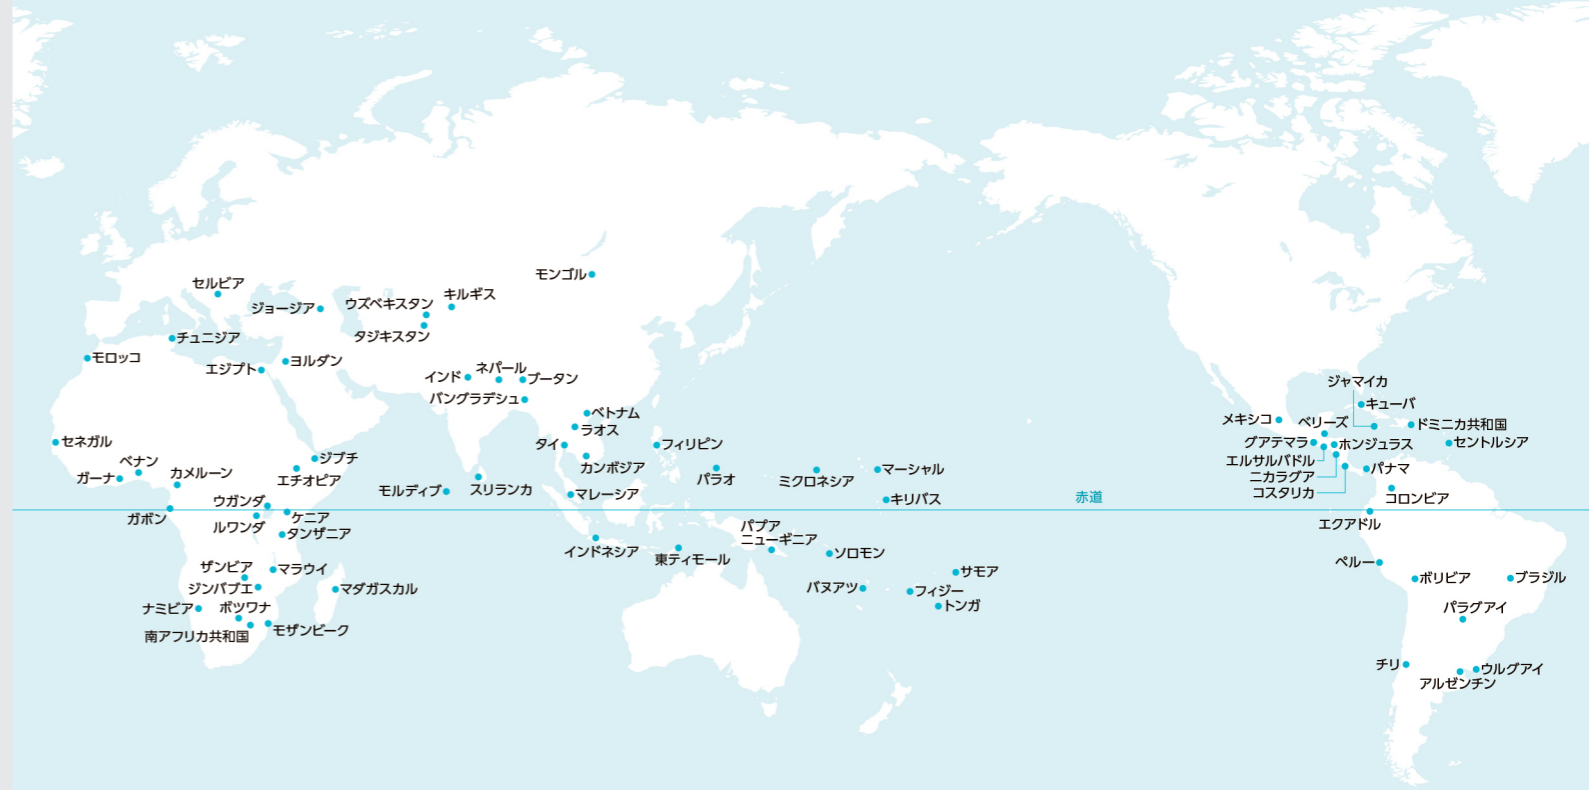 セルビア
ジョージア
ウズベキスタン
キルギス
タジキスタン
モンゴル
チュニジア
モロッコ
エジプト
ヨルダン
インド
ネパール
ブータン
バングラデシュ
ベトナム
ラオス
タイ
カンボジア
フィリピン
セネガル
ベナン
ガーナ
カメルーン
ジブチ
エチオピア
ウガンダ
ガボン
ルワンダ
ケニア
タンザニア
モルディブ
スリランカ
マレーシア
パラオ
ミクロネシア
マーシャル
キリバス
赤道
インドネシア
東ティモール
パプア
ニューギニア
ソロモン
ザンビア
マラウイ
ジンバブエ
マダガスカル
ナミビア
ボツワナ
南アフリカ共和国
モザンビーク
バヌアツ
サモア
フィジー
トンガ
ジャマイカ
キューバ
メキシコ
ベリーズ
ドミニカ共和国
グアテマラ
ホンジュラス
セントルシア
エルサルバドル
ニカラグア
コスタリカ
パナマ
コロンビア
エクアドル
ペルー
ボリビア
ブラジル
パラグアイ
チリ
ウルグアイ
アルゼンチン